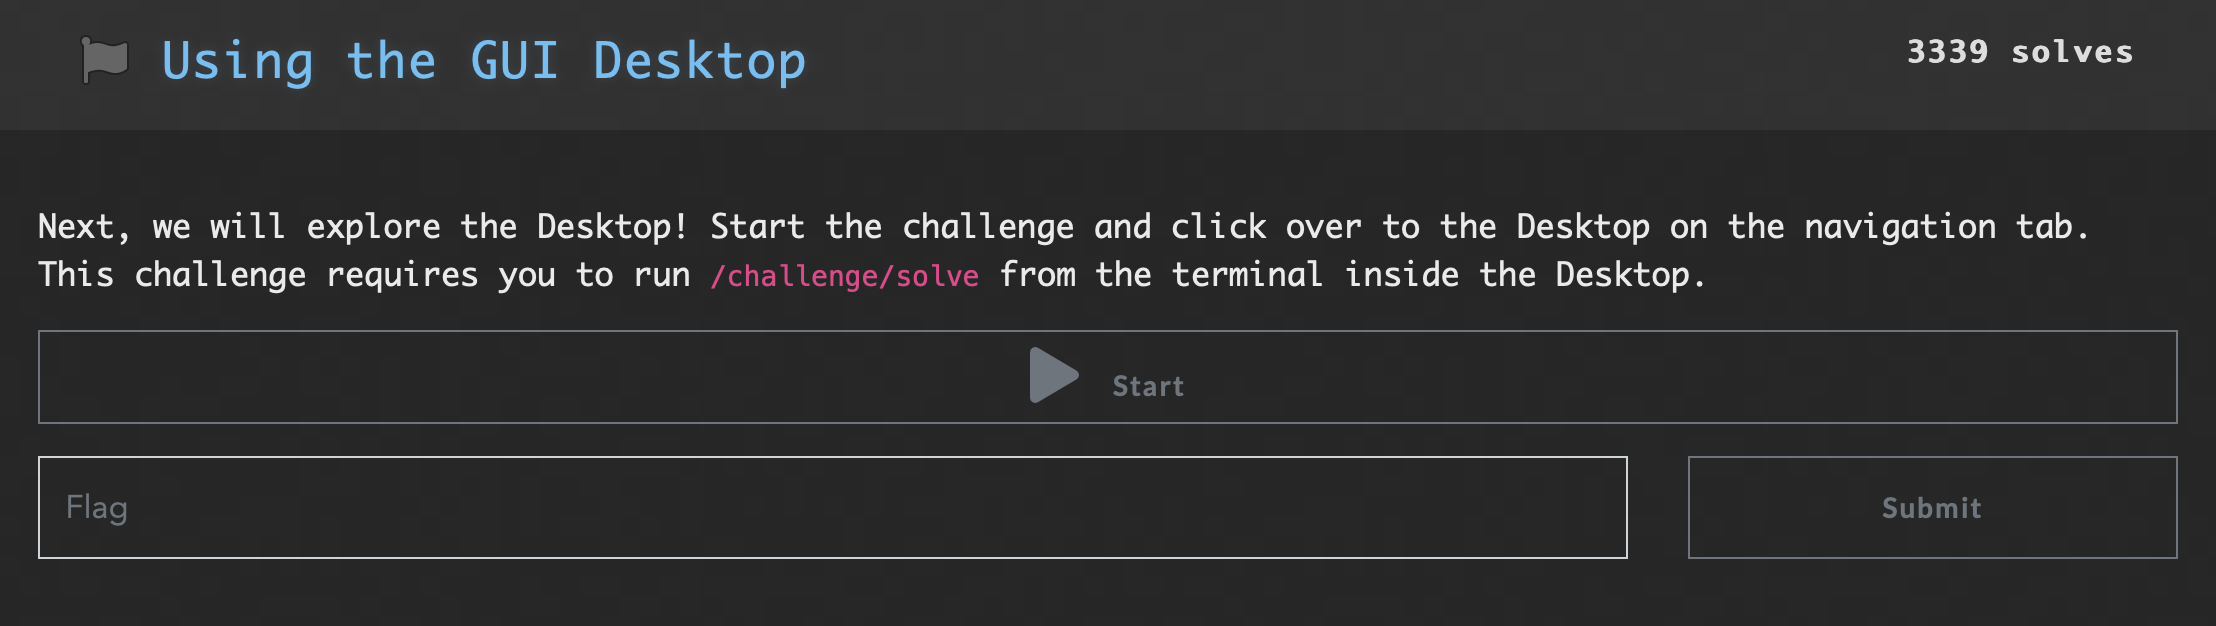 Using the GUI Desktop
3339 solves
Next, we will explore the Desktop! Start the challenge and click over to the Desktop on the navigation tab.
This challenge requires you to run /challenge/solve from the terminal inside the Desktop.
Start
Flag
Submit